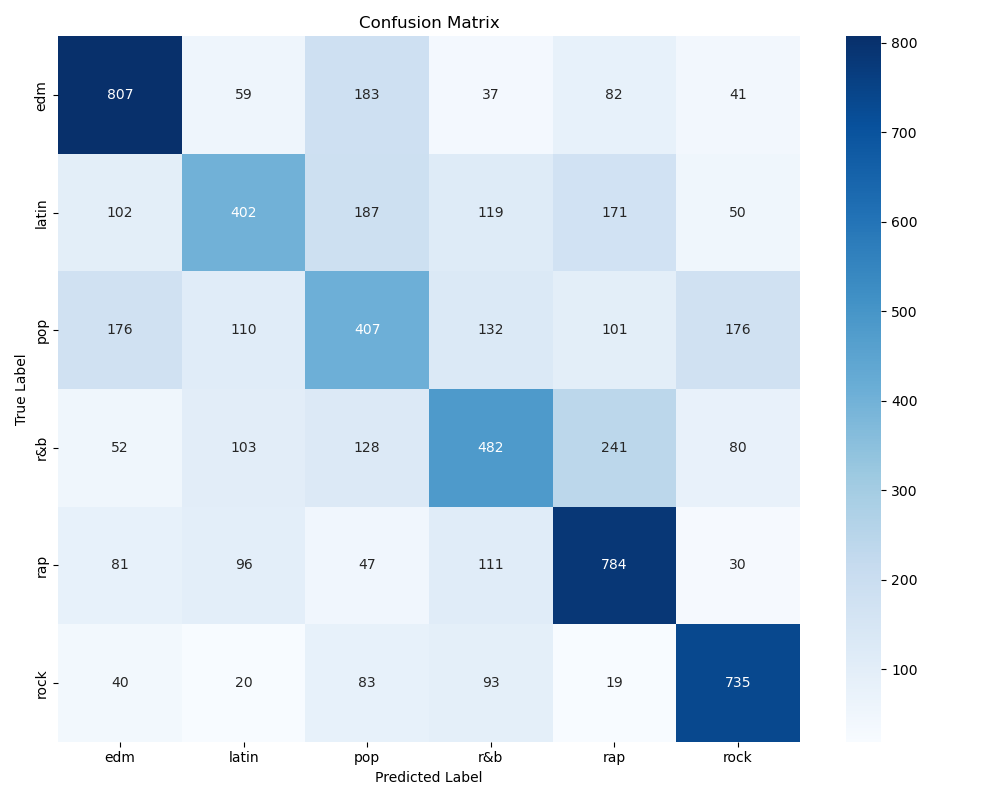 Confusion Matrix
True Label
edm 807 59 183 37 82 41
latin 102 402 187 119 171 50
pop 176 110 407 132 101 176
r&b 52 103 128 482 241 80
rap 81 96 47 111 784 30
rock 40 20 83 93 19 735
edm latin pop r&b rap rock
Predicted Label
800
700
600
500
400
300
200
100